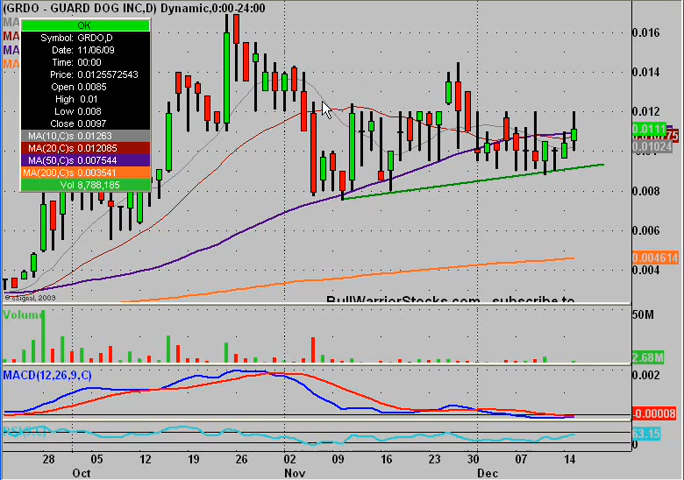 (GRDO - GUARD DOG INC,D) Dynamic,0:00-24:00
OK
Symbol: GRDO,D
Date: 11/06/09
Time: 00:00
Price: 0.0125572543
Open 0.0085
High 0.01
Low 0.008
Close 0.0097
MA(10,C)s 0.01263
MA(20,C)s 0.012085
MA(50,C)s 0.007544
MA(200,C)s 0.003541
Vol 8,788,185
0.016
0.014
0.012
0.0111
0.01024
0.008
0.004614
0.004
© eSignal, 2009
BullWarriorStocks.com - subscribe to
Volume
50M
2.68M
MACD(12,26,9,C)
0.002
-0.00008
63.15
0
28 05 12 19 26 02 09 16 23 30 07 14
Oct Nov Dec